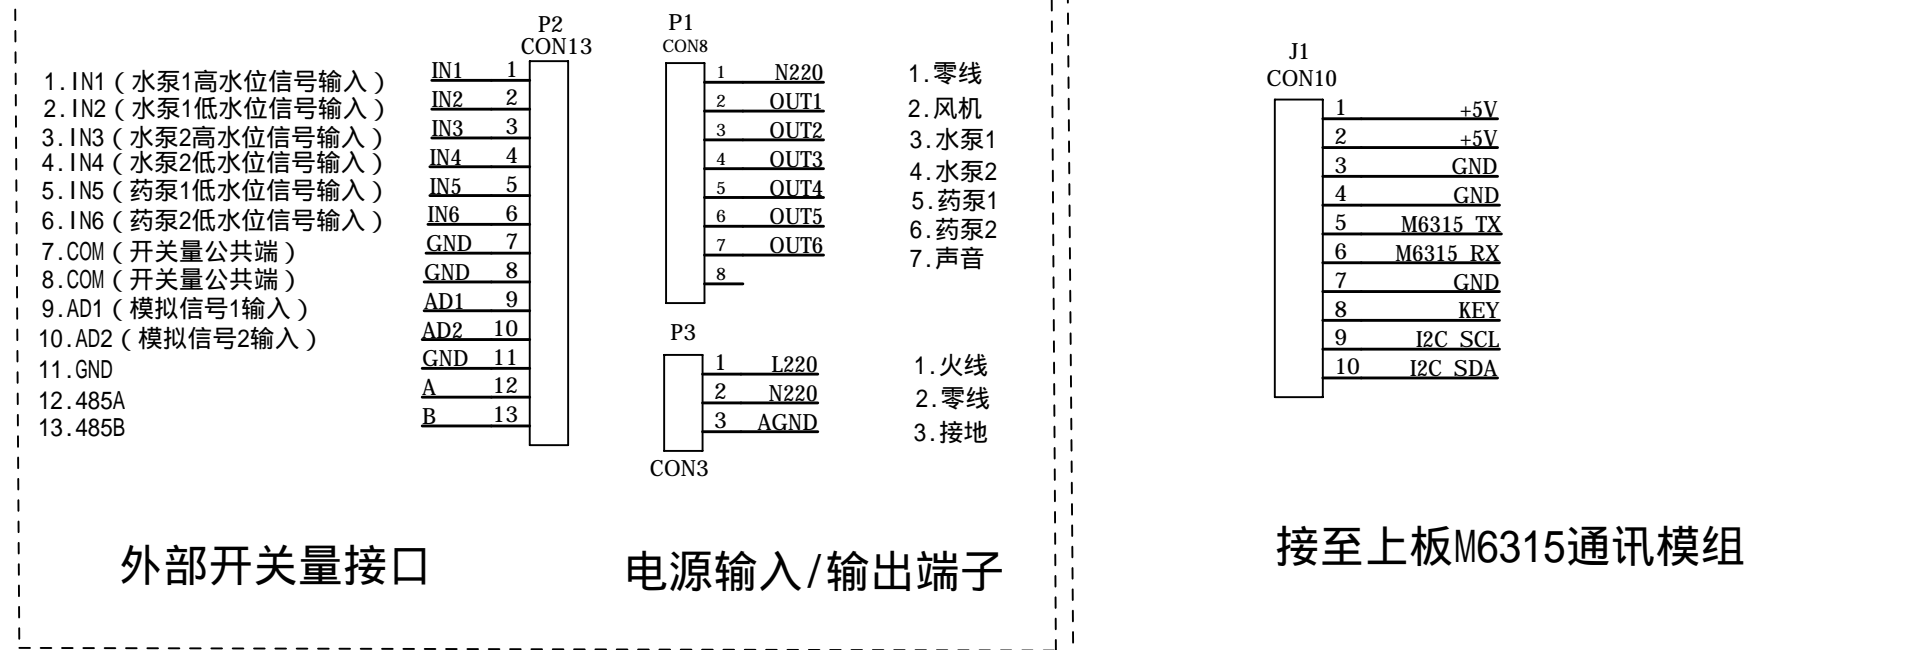 P2
CON13
1.IN1（水泵1高水位信号输入）
2.IN2（水泵1低水位信号输入）
3.IN3（水泵2高水位信号输入）
4.IN4（水泵2低水位信号输入）
5.IN5（药泵1低水位信号输入）
6.IN6（药泵2低水位信号输入）
7.COM（开关量公共端）
8.COM（开关量公共端）
9.AD1（模拟信号1输入）
10.AD2（模拟信号2输入）
11.GND
12.485A
13.485B
IN1 1
IN2 2
IN3 3
IN4 4
IN5 5
IN6 6
GND 7
GND 8
AD1 9
AD2 10
GND 11
A 12
B 13
外部开关量接口
P1
CON8
1 N220 1.零线
2 OUT1 2.风机
3 OUT2 3.水泵1
4 OUT3 4.水泵2
5 OUT4 5.药泵1
6 OUT5 6.药泵2
7 OUT6 7.声音
8
P3
1 L220 1.火线
2 N220 2.零线
3 AGND 3.接地
CON3
电源输入/输出端子
J1
CON10
1 +5V
2 +5V
3 GND
4 GND
5 M6315 TX
6 M6315 RX
7 GND
8 KEY
9 I2C SCL
10 I2C SDA
接至上板M6315通讯模组